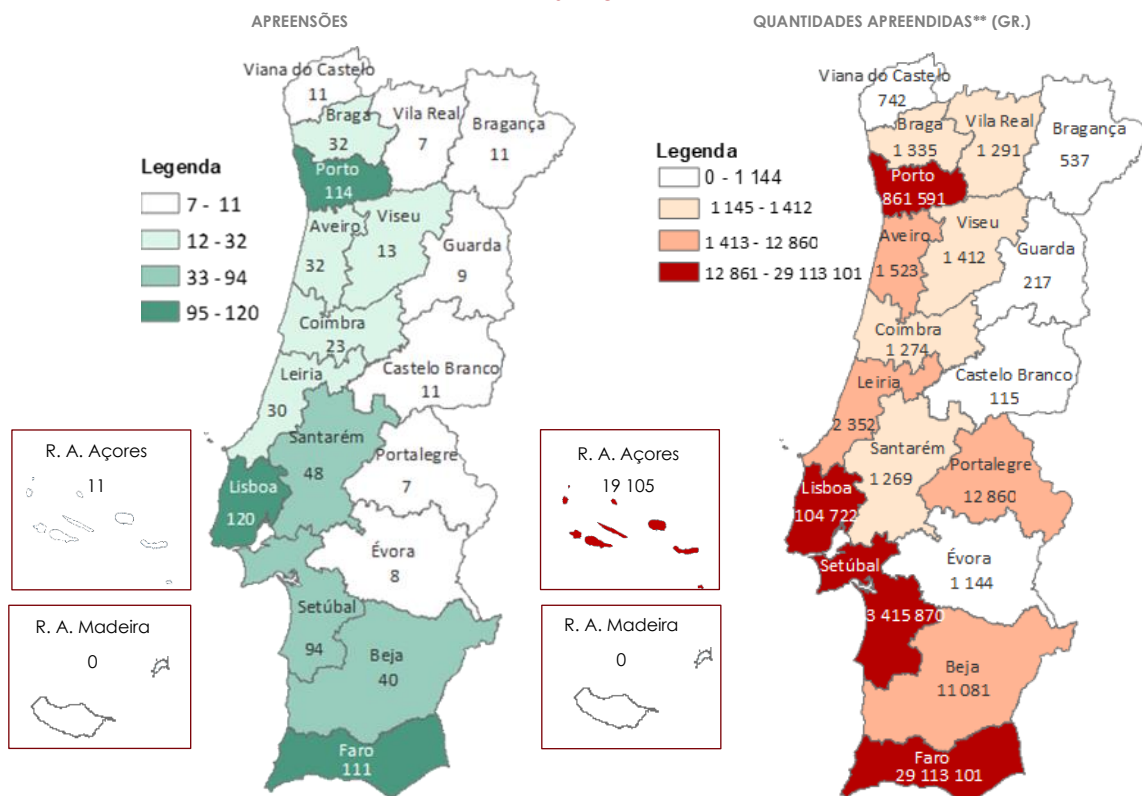 APREENSÕES
Viana do Castelo
11
Braga
32
Vila Real
7
Bragança
11
Legenda
7 - 11
12 - 32
33 - 94
95 - 120
Porto
114
Aveiro
32
Viseu
13
Guarda
9
Coimbra
23
Castelo Branco
11
Leiria
30
Santarém
48
Portalegre
7
Lisboa
120
Évora
8
Setúbal
94
Beja
40
Faro
111
R. A. Açores
11
R. A. Madeira
0
QUANTIDADES APREENDIDAS** (GR.)
Viana do Castelo
742
Braga
1 335
Vila Real
1 291
Bragança
537
Legenda
0 - 1 144
1 145 - 1 412
1 413 - 12 860
12 861 - 29 113 101
Porto
861 591
Aveiro
1 523
Viseu
1 412
Guarda
217
Coimbra
1 274
Castelo Branco
115
Leiria
2 352
Santarém
1 269
Portalegre
12 860
Lisboa
104 722
Évora
1 144
Setúbal
3 415 870
Beja
11 081
Faro
29 113 101
R. A. Açores
19 105
R. A. Madeira
0